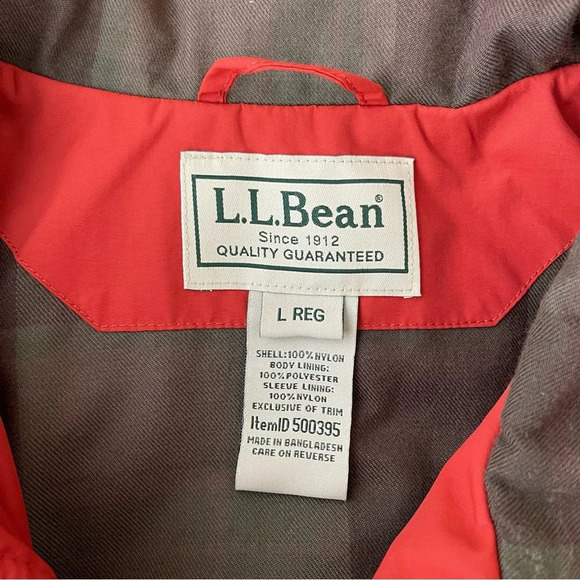 L.L.Bean®
Since 1912
QUALITY GUARANTEED
L REG
SHELL:100%NYLON
BODY LINING:
100%POLYESTER
SLEEVE LINING:
100%NYLON
EXCLUSIVE OF TRIM
ItemID 500395
MADE IN BANGLADESH
CARE ON REVERSE